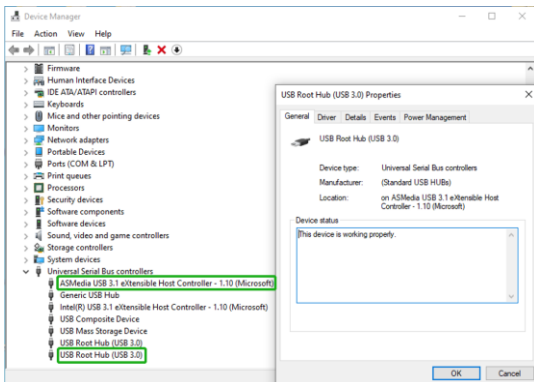 Device Manager
File Action View Help
Firmware
Human Interface Devices
IDE ATA/ATAPI controllers
Keyboards
Mice and other pointing devices
Monitors
Network adapters
Portable Devices
Ports (COM & LPT)
Print queues
Processors
Security devices
Software components
Software devices
Sound, video and game controllers
Storage controllers
System devices
Universal Serial Bus controllers
ASMedia USB 3.1 eXtensible Host Controller - 1.10 (Microsoft)
Generic USB Hub
Intel(R) USB 3.1 eXtensible Host Controller - 1.10 (Microsoft)
USB Composite Device
USB Mass Storage Device
USB Root Hub (USB 3.0)
USB Root Hub (USB 3.0)
USB Root Hub (USB 3.0) Properties
General Driver Details Events Power Management
USB Root Hub (USB 3.0)
Device type: Universal Serial Bus controllers
Manufacturer: (Standard USB HUBs)
Location: on ASMedia USB 3.1 eXtensible Host
Controller - 1.10 (Microsoft)
Device status
This device is working properly.
OK Cancel